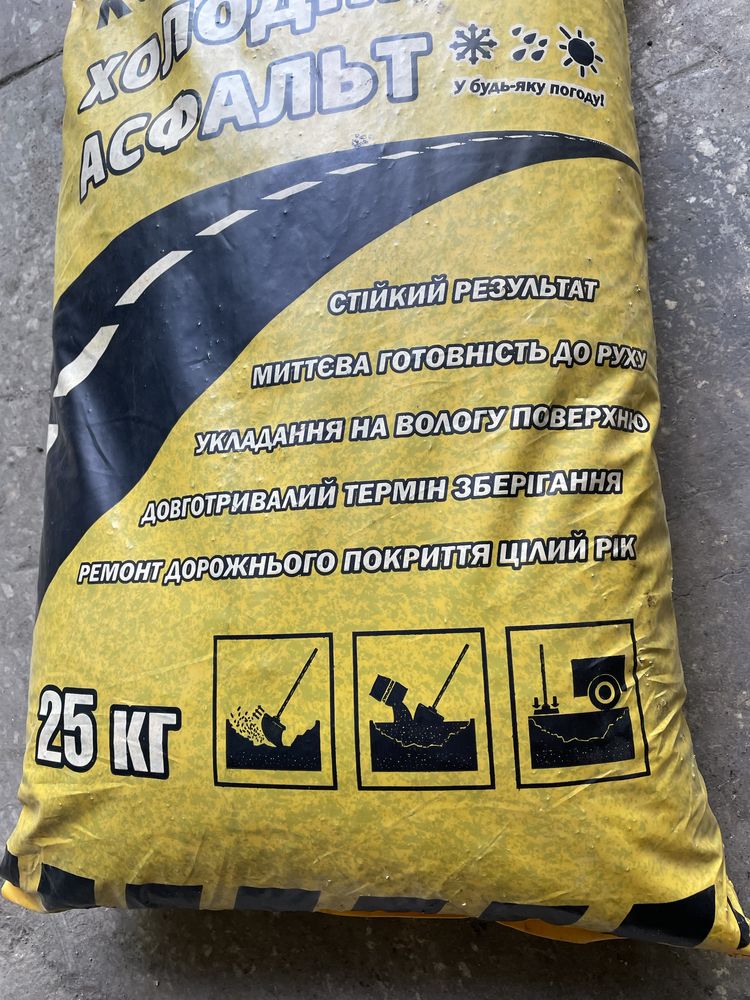 ХОЛОДНИЙ
АСФАЛЬТ
У будь-яку погоду!
СТІЙКИЙ РЕЗУЛЬТАТ
МИТТЄВА ГОТОВНІСТЬ ДО РУХУ
УКЛАДАННЯ НА ВОЛОГУ ПОВЕРХНЮ
ДОВГОТРИВАЛИЙ ТЕРМІН ЗБЕРІГАННЯ
РЕМОНТ ДОРОЖНЬОГО ПОКРИТТЯ ЦІЛИЙ РІК
25 КГ